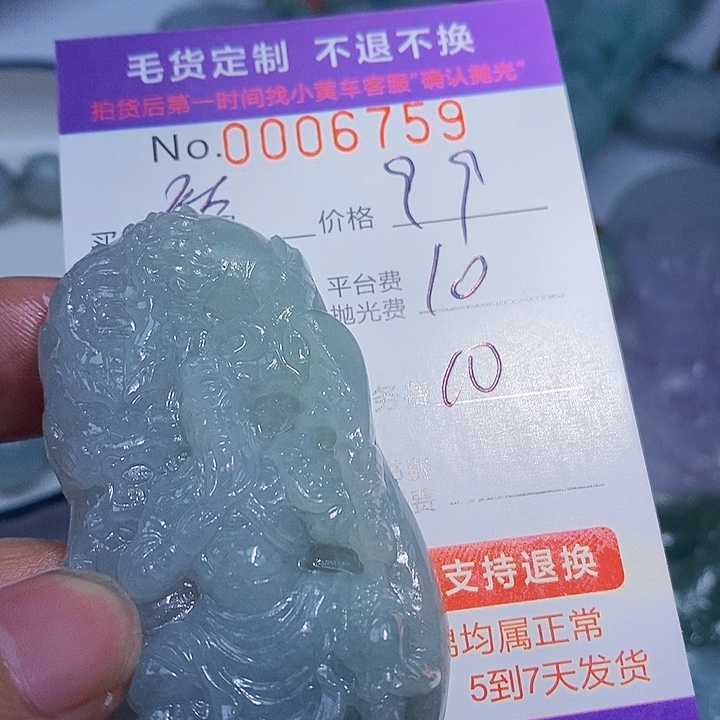 毛货定制 不退不换
拍货后第一时间找小黄车客服“确认抛光”
No.0006759
买
价格 99
平台费
抛光费 10
10
费
支持退换
均属正常
5到7天发货